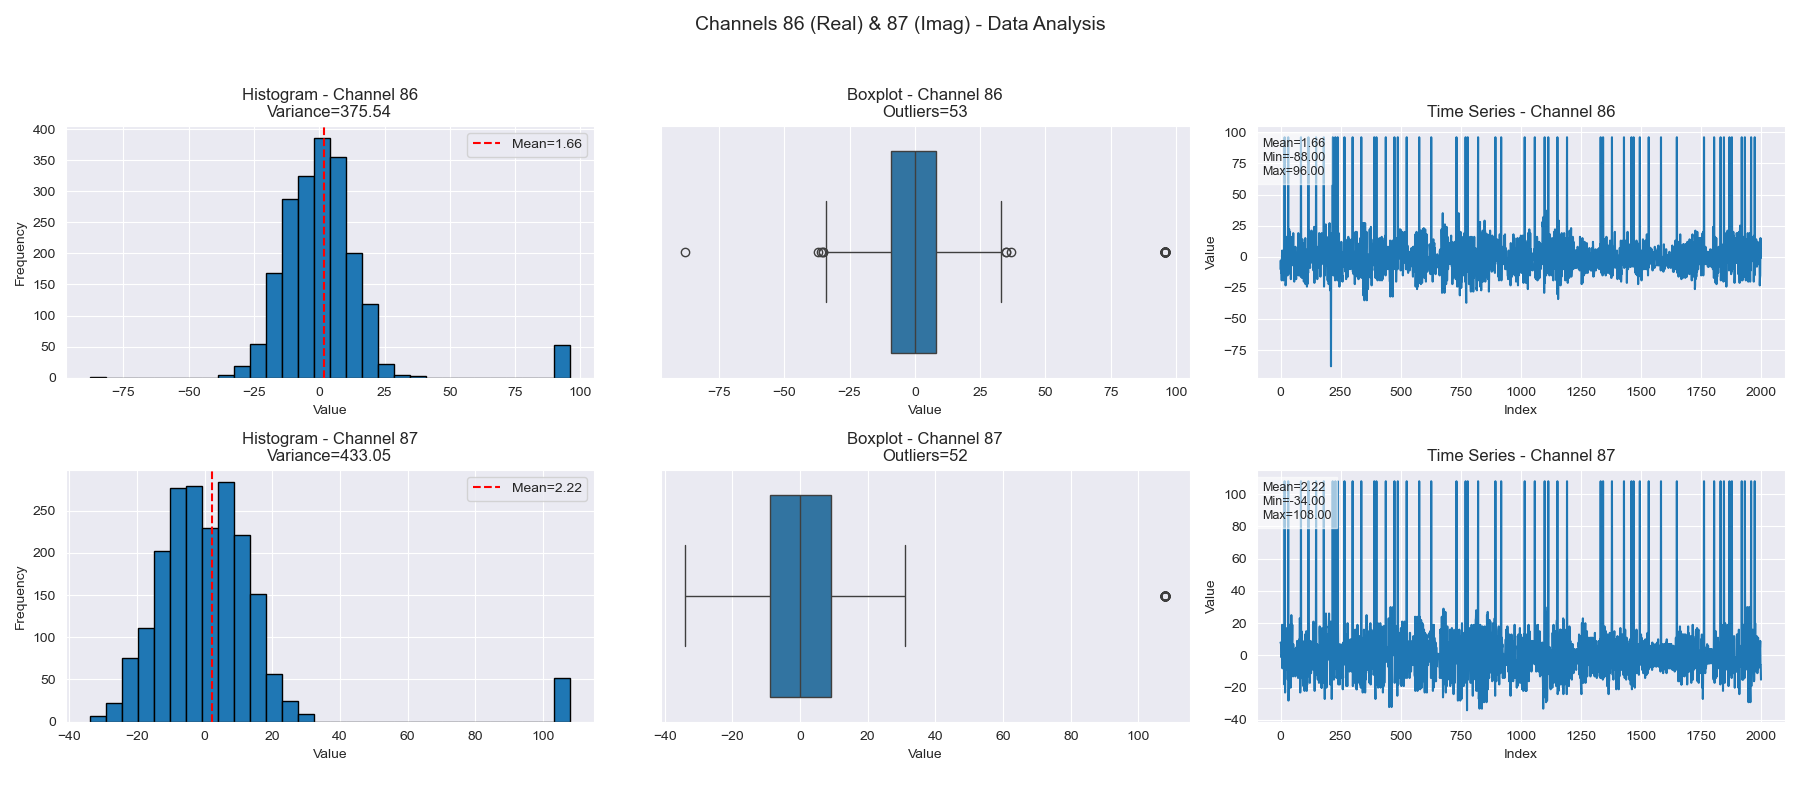 Channels 86 (Real) & 87 (Imag) - Data Analysis
Histogram - Channel 86
Variance=375.54
Mean=1.66
Frequency
400
350
300
250
200
150
100
50
0
−75 −50 −25 0 25 50 75 100
Value
Boxplot - Channel 86
Outliers=53
−75 −50 −25 0 25 50 75 100
Value
Time Series - Channel 86
Mean=1.66
Min=-88.00
Max=96.00
Value
100
75
50
25
0
−25
−50
−75
0 250 500 750 1000 1250 1500 1750 2000
Index
Histogram - Channel 87
Variance=433.05
Mean=2.22
Frequency
250
200
150
100
50
0
−40 −20 0 20 40 60 80 100
Value
Boxplot - Channel 87
Outliers=52
−40 −20 0 20 40 60 80 100
Value
Time Series - Channel 87
Mean=2.22
Min=-34.00
Max=108.00
Value
100
80
60
40
20
0
−20
−40
0 250 500 750 1000 1250 1500 1750 2000
Index